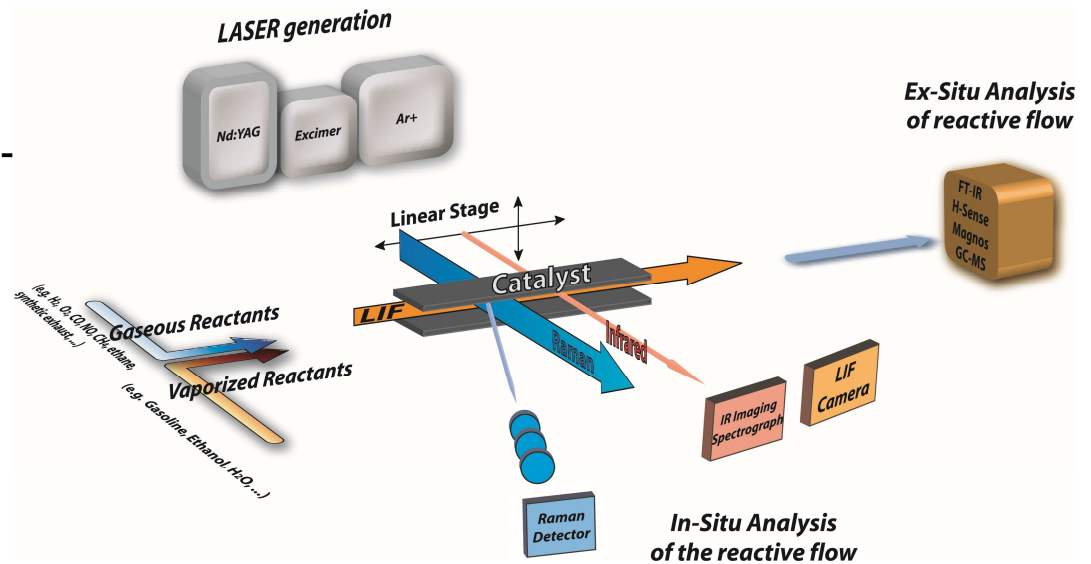 LASER generation
Nd:YAG
Excimer
Ar+
Ex-Situ Analysis
of reactive flow
FT-IR
H-Sense
Magnos
GC-MS
Linear Stage
Catalyst
LIF
Raman
Infrared
(e.g. H₂, O₂, CO, NO, CH₄, ethane,
synthetic exhaust,...)
Gaseous Reactants
Vaporized Reactants
(e.g. Gasoline, Ethanol, H₂O, ...)
IR Imaging
Spectrograph
LIF
Camera
Raman
Detector
In-Situ Analysis
of the reactive flow